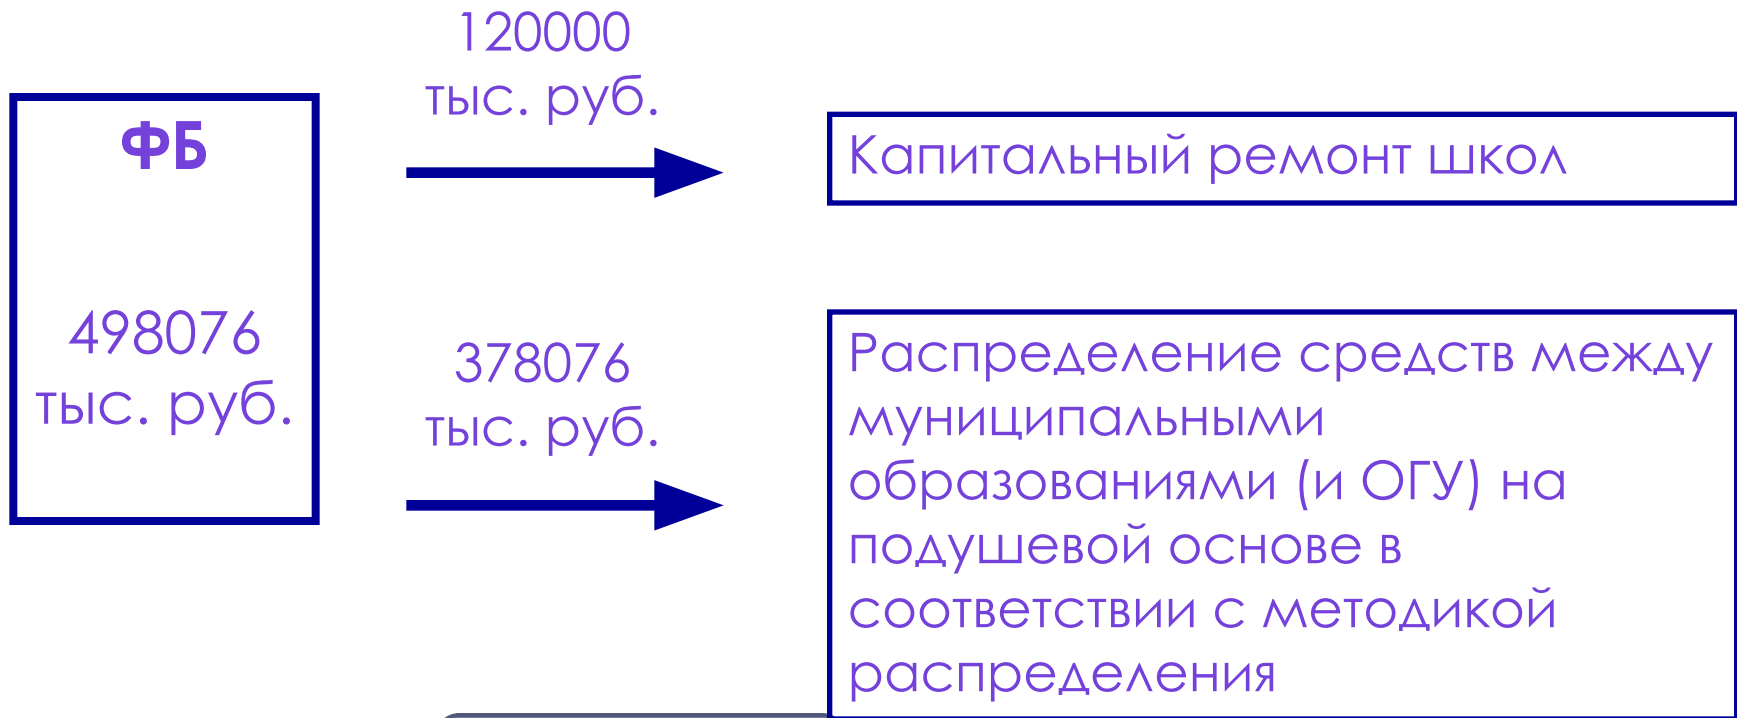 ФБ
498076
тыс. руб.
120000
тыс. руб.
Капитальный ремонт школ
378076
тыс. руб.
Распределение средств между
муниципальными
образованиями (и ОГУ) на
подушевой основе в
соответствии с методикой
распределения